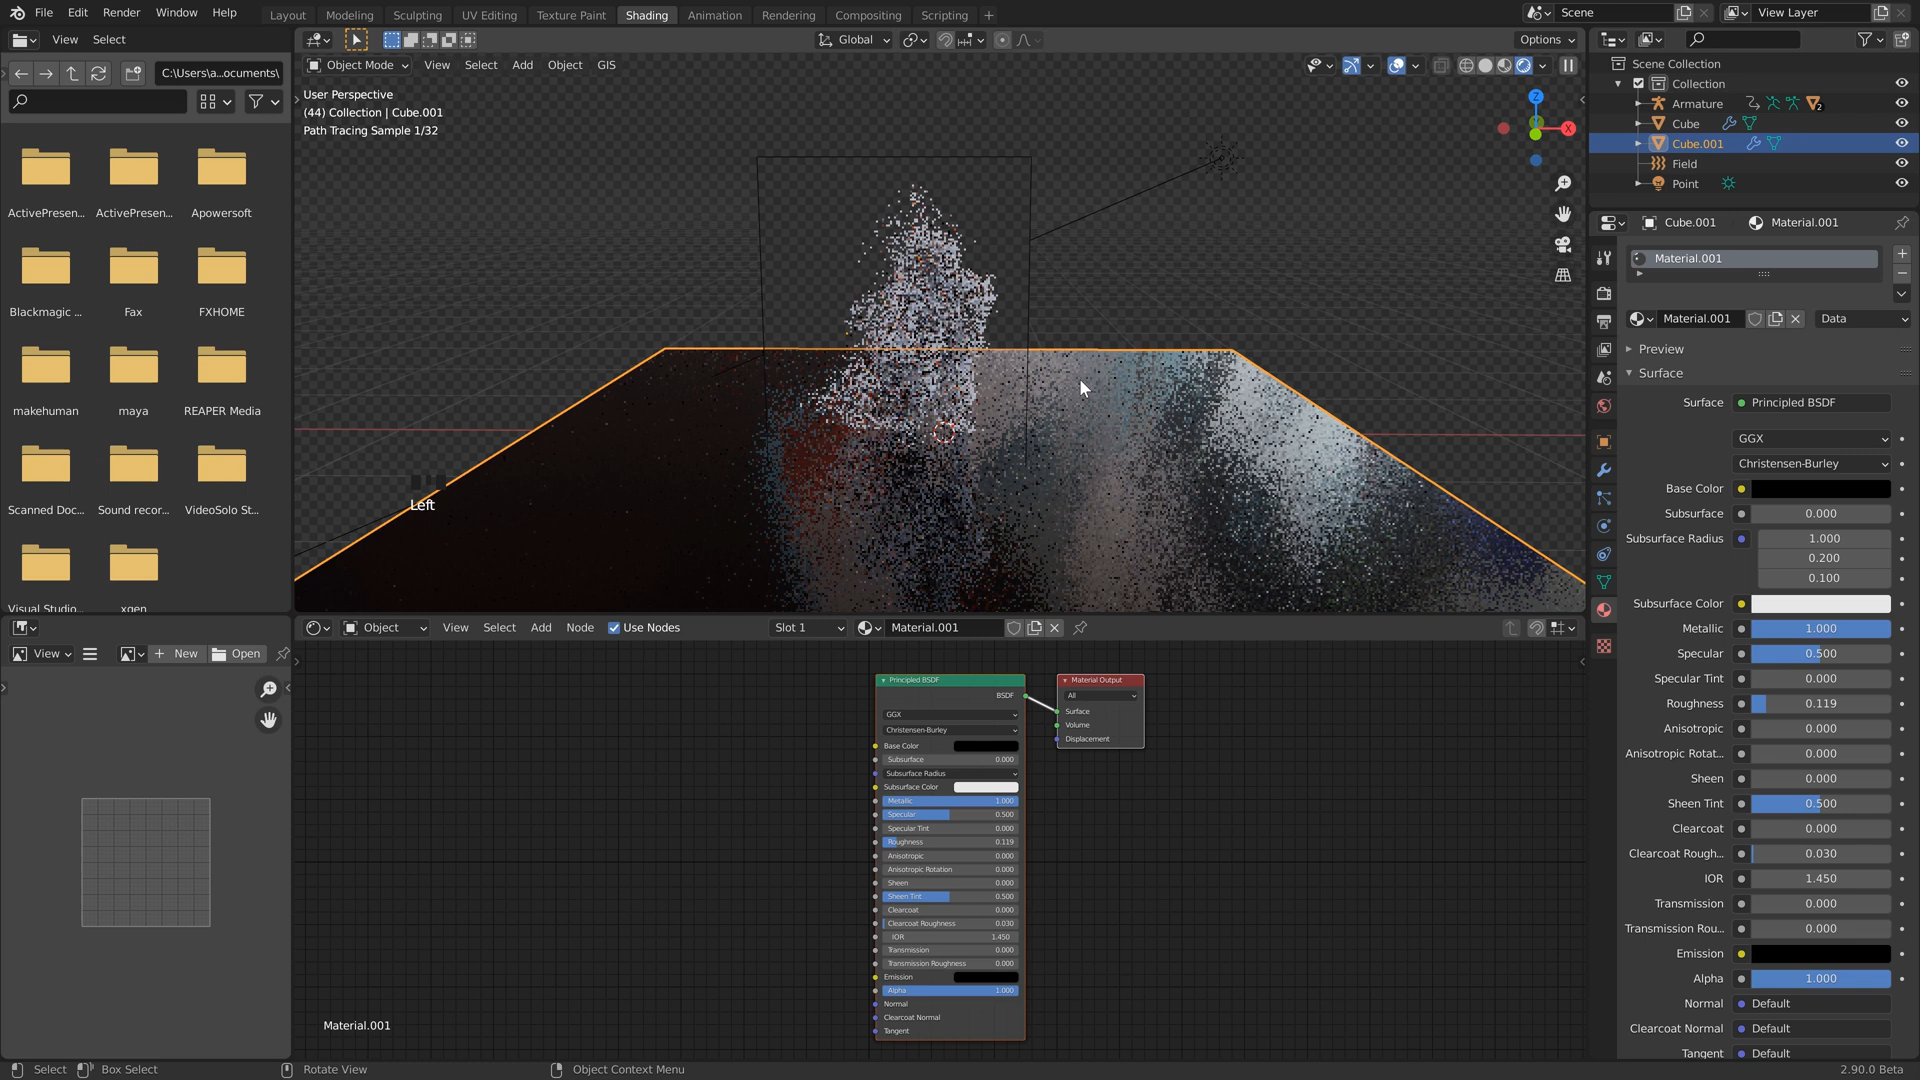 File Edit Render Window Help
Layout Modeling Sculpting UV Editing Texture Paint Shading Animation Rendering Compositing Scripting
Scene
View Layer
View Select
C:\Users\a...ocuments\
ActivePresen... ActivePresen... Apowersoft
Blackmagic ... Fax FXHOME
makehuman maya REAPER Media
Scanned Doc... Sound recor... VideoSolo St...
Visual Studio... xgen
Global
Options
Object Mode View Select Add Object GIS
User Perspective
(44) Collection | Cube.001
Path Tracing Sample 1/32
Z
X
Left
Scene Collection
Collection
Armature 2
Cube
Cube.001
Field
Point
Cube.001 Material.001
Material.001
Material.001 Data
Preview
Surface
Surface Principled BSDF
GGX
Christensen-Burley
Base Color
Subsurface 0.000
Subsurface Radius 1.000
0.200
0.100
Subsurface Color
Metallic 1.000
Specular 0.500
Specular Tint 0.000
Roughness 0.119
Anisotropic 0.000
Anisotropic Rotat... 0.000
Sheen 0.000
Sheen Tint 0.500
Clearcoat 0.000
Clearcoat Rough... 0.030
IOR 1.450
Transmission 0.000
Transmission Rou... 0.000
Emission
Alpha 1.000
Normal Default
Clearcoat Normal Default
Tangent Default
View New Open
Object View Select Add Node Use Nodes Slot 1 Material.001
Principled BSDF
BSDF
GGX
Christensen-Burley
Base Color
Subsurface 0.000
Subsurface Radius
Subsurface Color
Metallic 1.000
Specular 0.500
Specular Tint 0.000
Roughness 0.119
Anisotropic 0.000
Anisotropic Rotation 0.000
Sheen 0.000
Sheen Tint 0.500
Clearcoat 0.000
Clearcoat Roughness 0.030
IOR 1.450
Transmission 0.000
Transmission Roughness 0.000
Emission
Alpha 1.000
Normal
Clearcoat Normal
Tangent
Material Output
All
Surface
Volume
Displacement
Material.001
Select Box Select Rotate View Object Context Menu 2.90.0 Beta